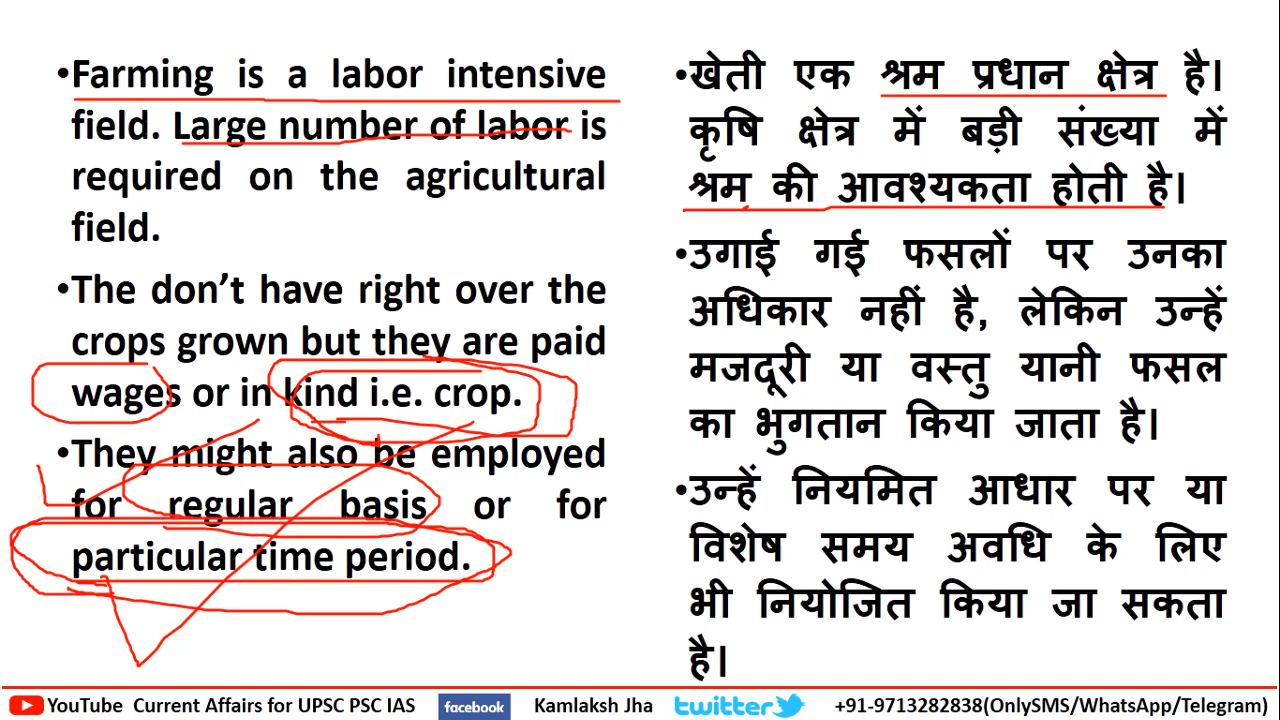 •Farming is a labor intensive
field. Large number of labor is
required on the agricultural
field.
•The don't have right over the
crops grown but they are paid
wages or in kind i.e. crop.
•They might also be employed
for regular basis or for
particular time period.
•खेती एक श्रम प्रधान क्षेत्र है।
कृषि क्षेत्र में बड़ी संख्या में
श्रम की आवश्यकता होती है।
•उगाई गई फसलों पर उनका
अधिकार नहीं है, लेकिन उन्हें
मजदूरी या वस्तु यानी फसल
का भुगतान किया जाता है।
•उन्हें नियमित आधार पर या
विशेष समय अवधि के लिए
भी नियोजित किया जा सकता
है।
YouTube Current Affairs for UPSC PSC IAS facebook Kamlaksh Jha twitter +91-9713282838(OnlySMS/WhatsApp/Telegram)